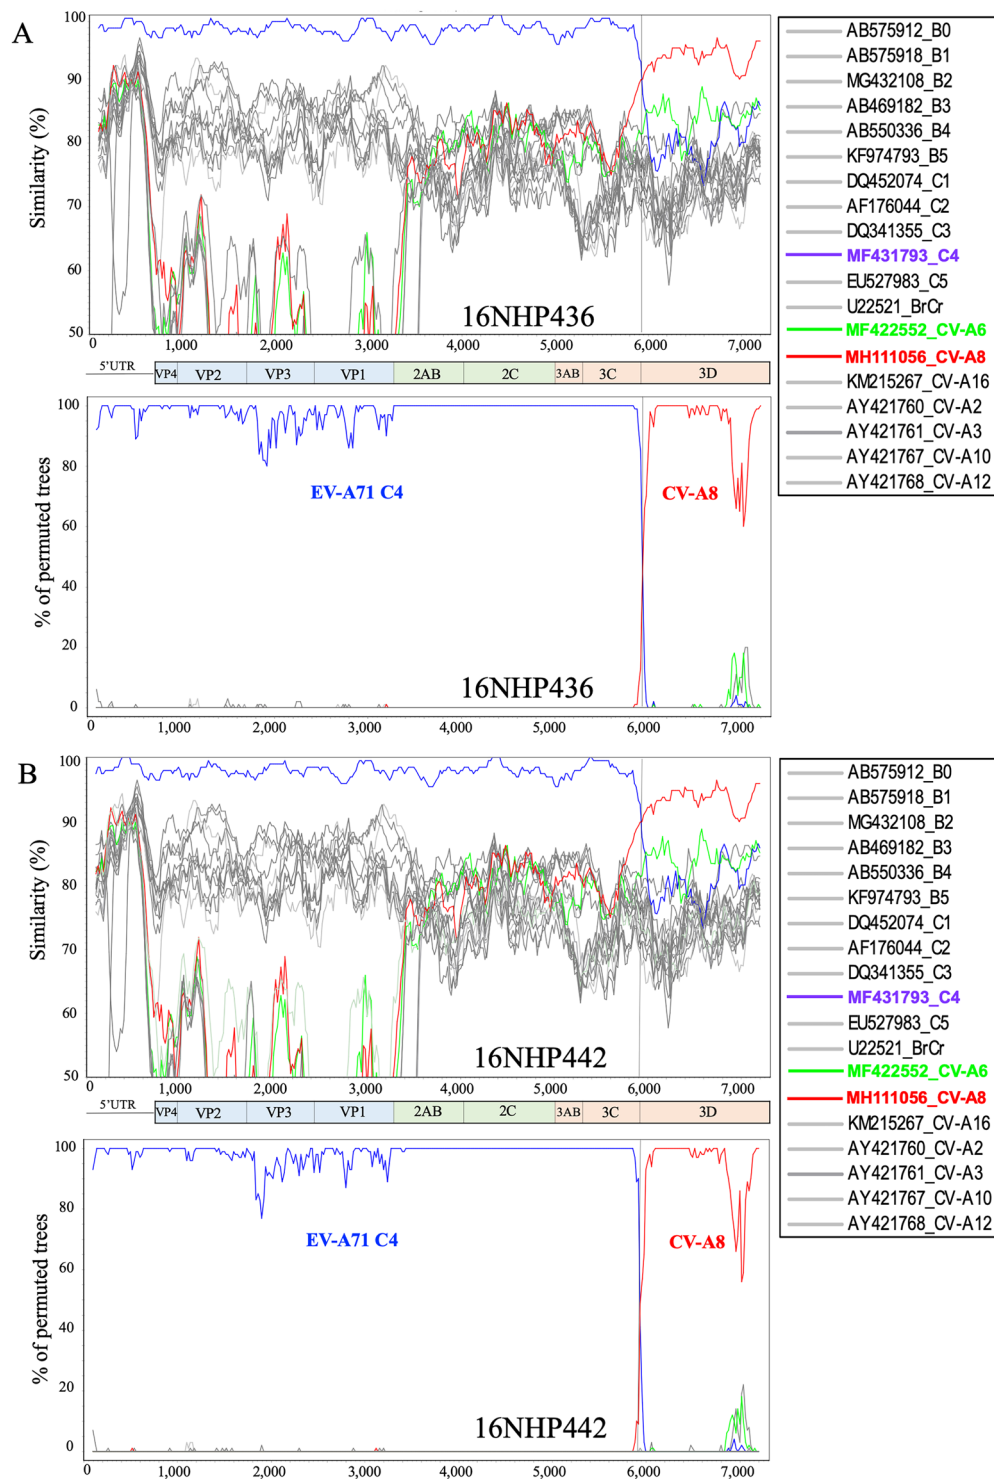 A
100
90
80
70
60
50
Similarity (%)
16NHP436
0 1,000 2,000 3,000 4,000 5,000 6,000 7,000
5'UTR VP4 VP2 VP3 VP1 2AB 2C 3AB 3C 3D
AB575912_B0
AB575918_B1
MG432108_B2
AB469182_B3
AB550336_B4
KF974793_B5
DQ452074_C1
AF176044_C2
DQ341355_C3
MF431793_C4
EU527983_C5
U22521_BrCr
MF422552_CV-A6
MH111056_CV-A8
KM215267_CV-A16
AY421760_CV-A2
AY421761_CV-A3
AY421767_CV-A10
AY421768_CV-A12
100
80
60
40
20
0
% of permuted trees
EV-A71 C4
CV-A8
16NHP436
0 1,000 2,000 3,000 4,000 5,000 6,000 7,000
B
100
90
80
70
60
50
Similarity (%)
16NHP442
0 1,000 2,000 3,000 4,000 5,000 6,000 7,000
5'UTR VP4 VP2 VP3 VP1 2AB 2C 3AB 3C 3D
AB575912_B0
AB575918_B1
MG432108_B2
AB469182_B3
AB550336_B4
KF974793_B5
DQ452074_C1
AF176044_C2
DQ341355_C3
MF431793_C4
EU527983_C5
U22521_BrCr
MF422552_CV-A6
MH111056_CV-A8
KM215267_CV-A16
AY421760_CV-A2
AY421761_CV-A3
AY421767_CV-A10
AY421768_CV-A12
100
80
60
40
20
0
% of permuted trees
EV-A71 C4
CV-A8
16NHP442
0 1,000 2,000 3,000 4,000 5,000 6,000 7,000